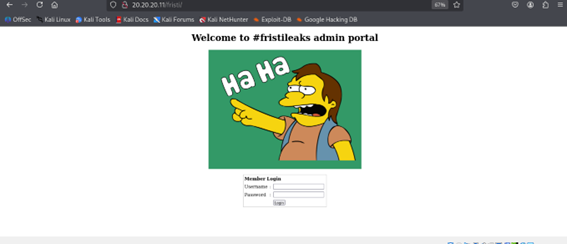 20.20.20.11/fristi/
67%
OffSec Kali Linux Kali Tools Kali Docs Kali Forums Kali NetHunter Exploit-DB Google Hacking DB
Welcome to #fristileaks admin portal
Ha Ha
Member Login
Username :
Password :
Login